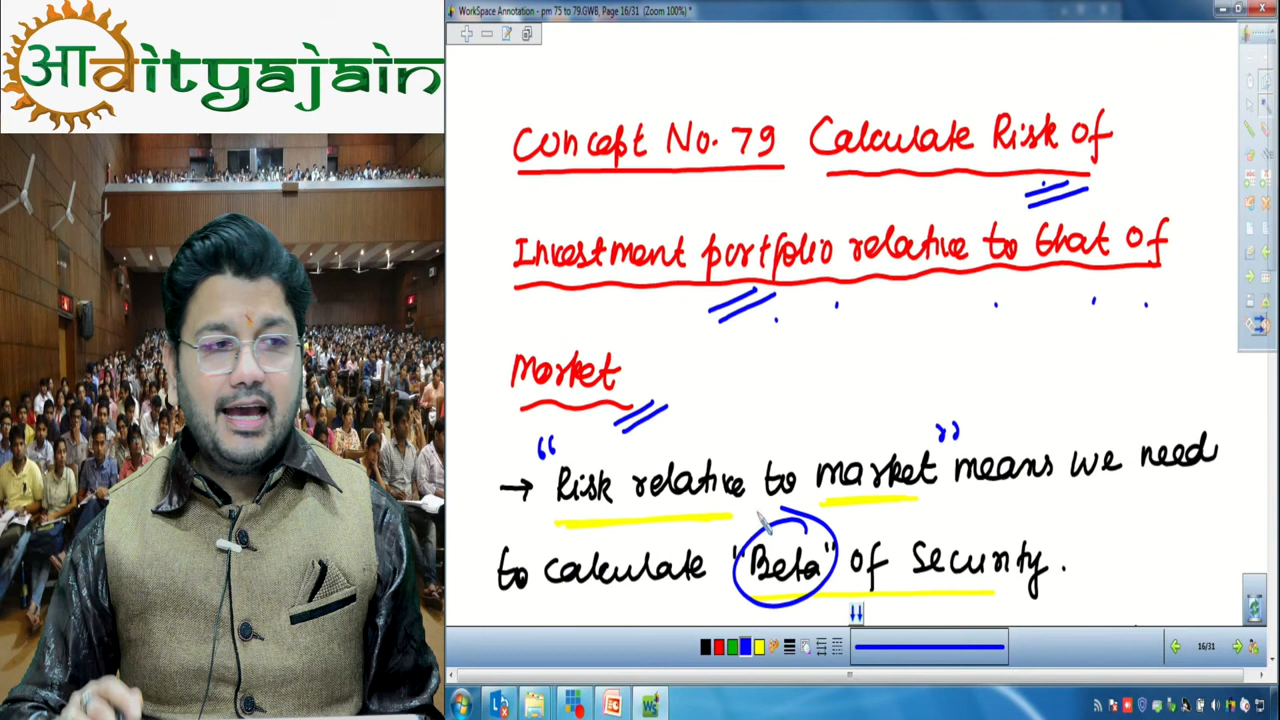 आdityajain
WorkSpace Annotation - pm 75 to 79.GWB, Page 16/31 (Zoom 100%) *
Concept No. 79 Calculate Risk of
Investment portfolio relative to that of
Market
→ "Risk relative to market" means we need
to calculate "Beta" of Security.
16/31